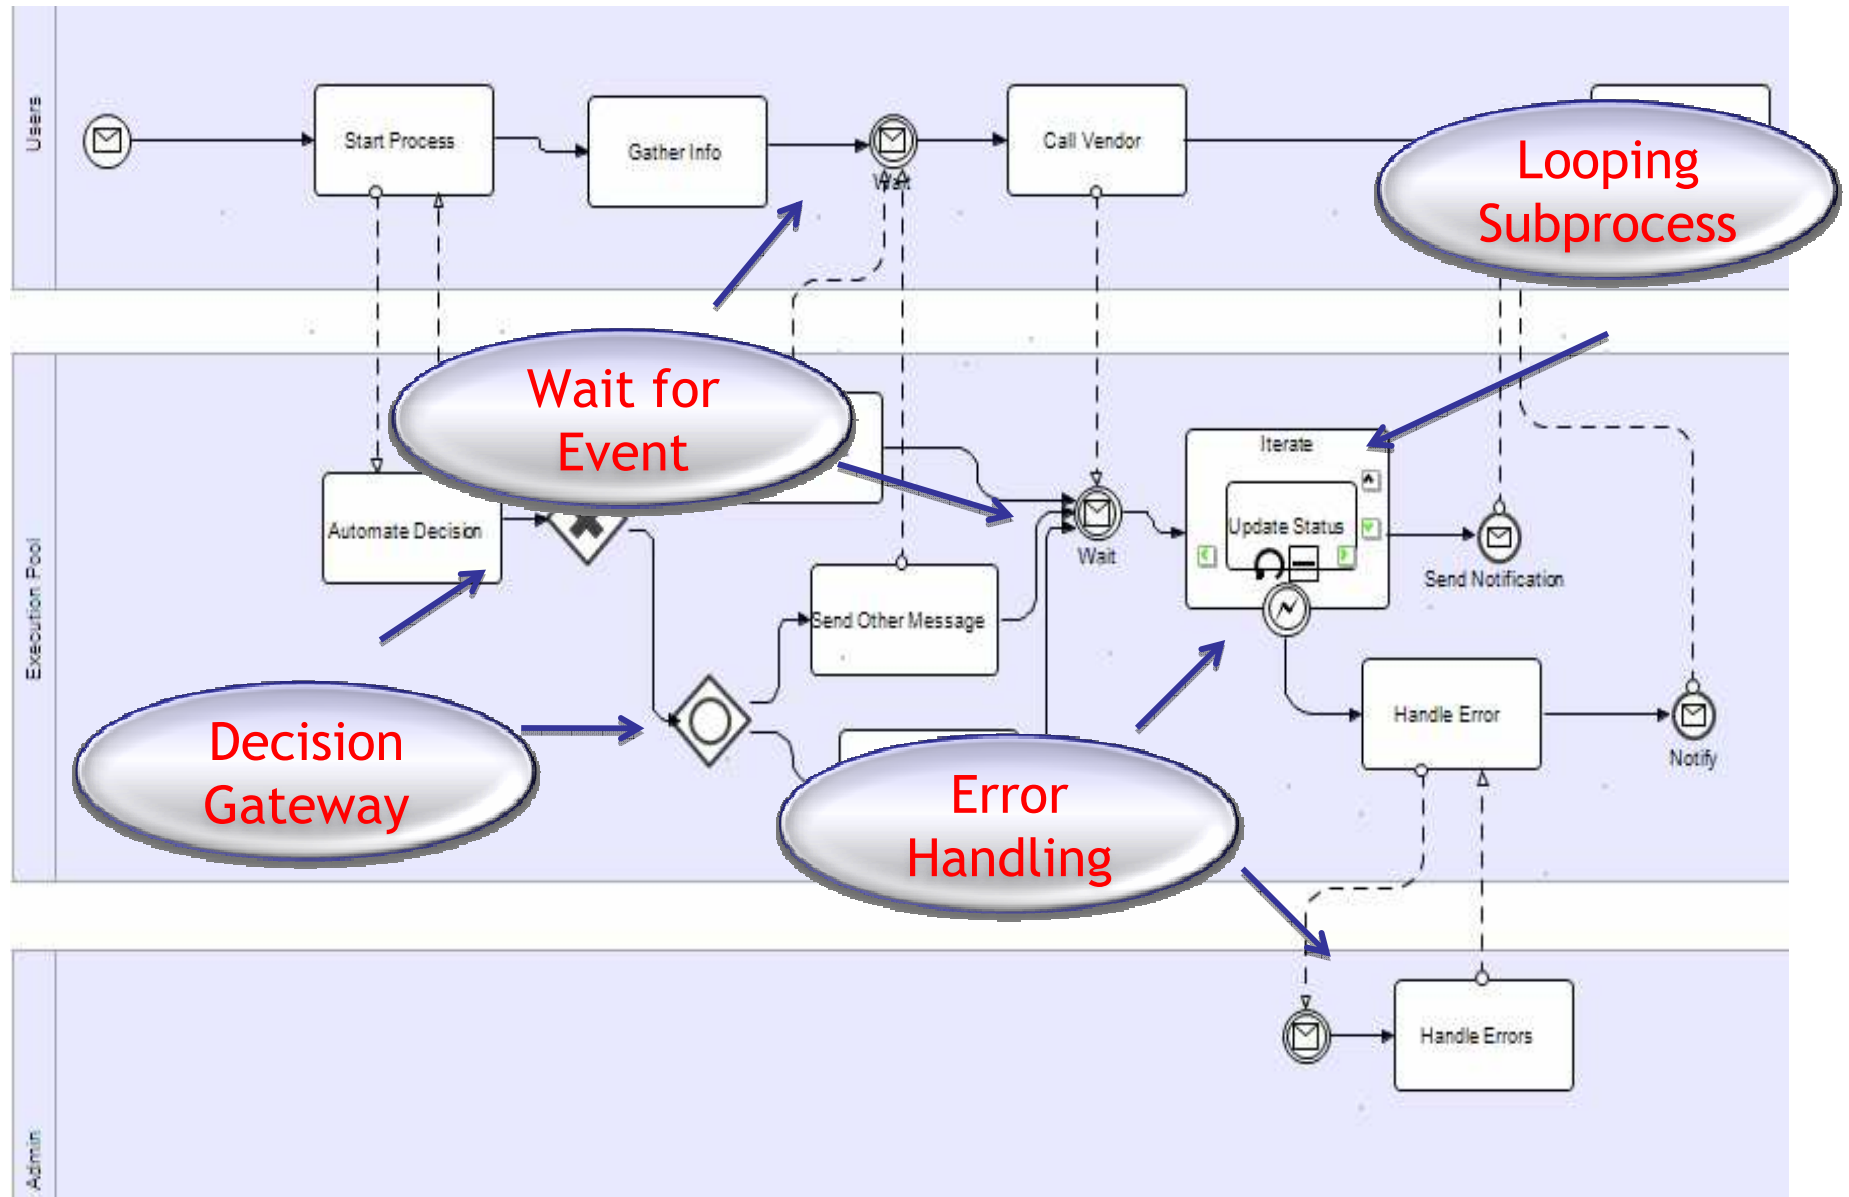 Users
Start Process
Gather Info
Wait
Call Vendor
Looping
Subprocess
Execution Pool
Wait for
Event
Automate Decision
Iterate
Update Status
Wait
Send Notification
Send Other Message
Decision
Gateway
Error
Handling
Handle Error
Notify
Admin
Handle Errors